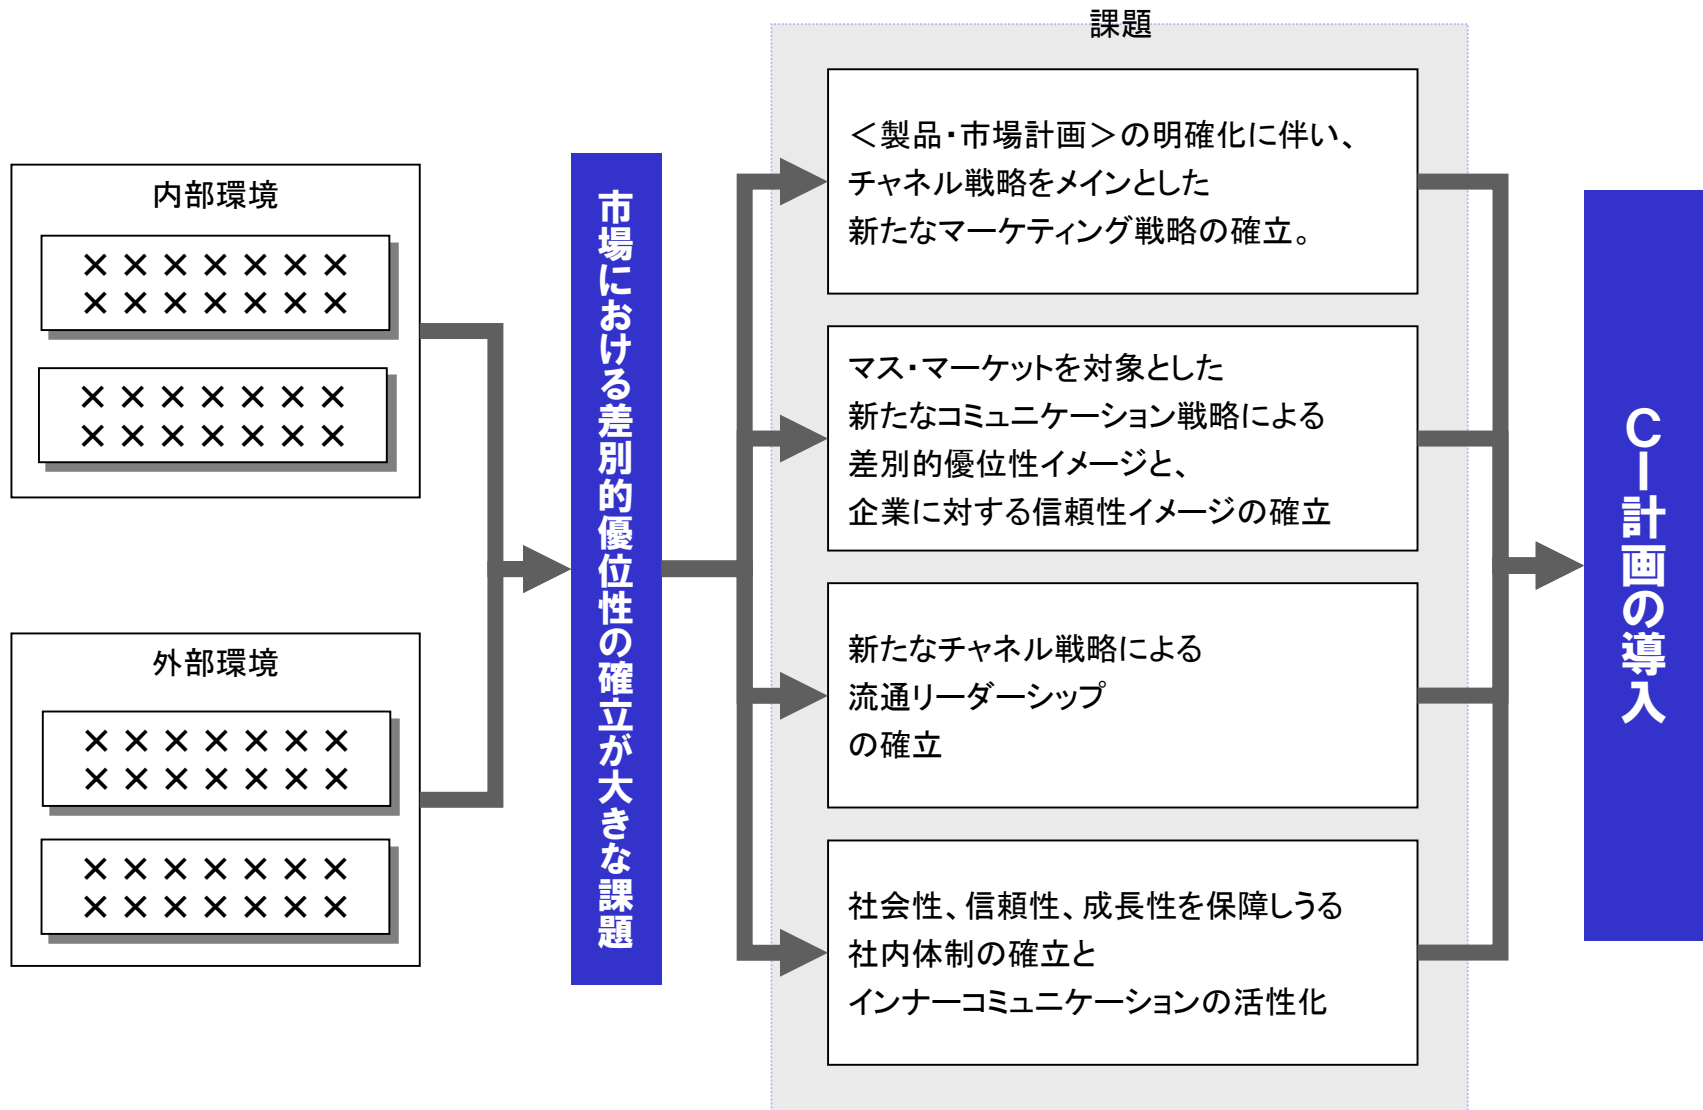 課題
内部環境
×××××××
×××××××
×××××××
×××××××
外部環境
×××××××
×××××××
×××××××
×××××××
市場における差別的優位性の確立が大きな課題
＜製品・市場計画＞の明確化に伴い、
チャネル戦略をメインとした
新たなマーケティング戦略の確立。
マス・マーケットを対象とした
新たなコミュニケーション戦略による
差別的優位性イメージと、
企業に対する信頼性イメージの確立
新たなチャネル戦略による
流通リーダーシップ
の確立
社会性、信頼性、成長性を保障しうる
社内体制の確立と
インナーコミュニケーションの活性化
ＣＩ計画の導入